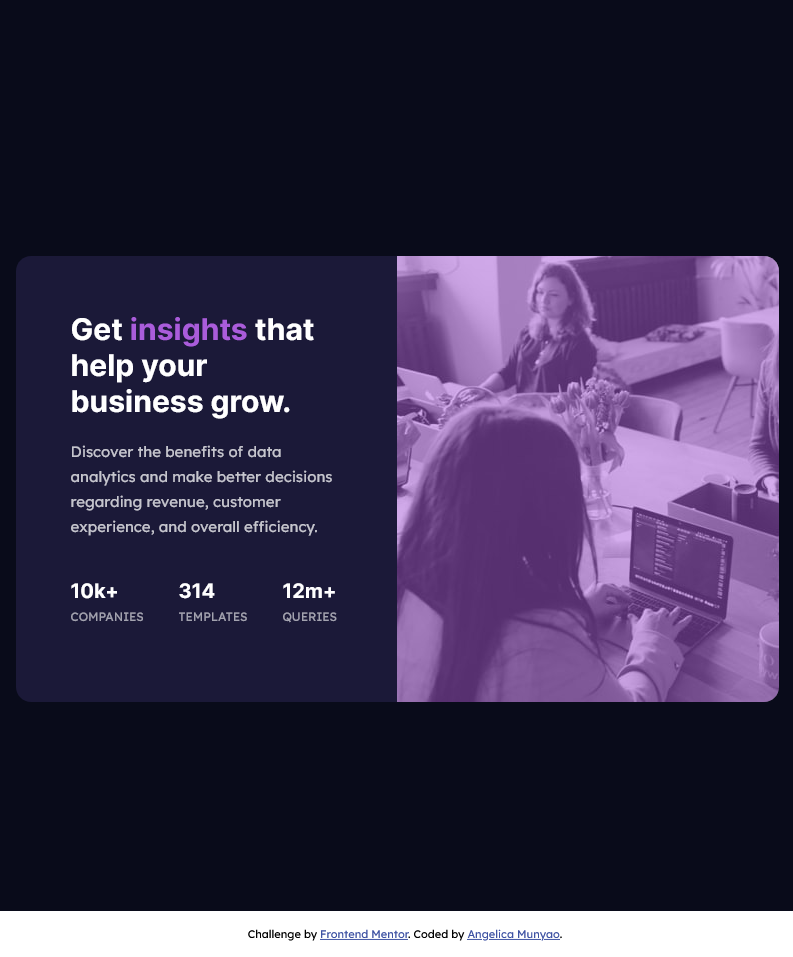 Get insights that
help your
business grow.
Discover the benefits of data
analytics and make better decisions
regarding revenue, customer
experience, and overall efficiency.
10k+ 314 12m+
COMPANIES TEMPLATES QUERIES
Challenge by Frontend Mentor. Coded by Angelica Munyao.